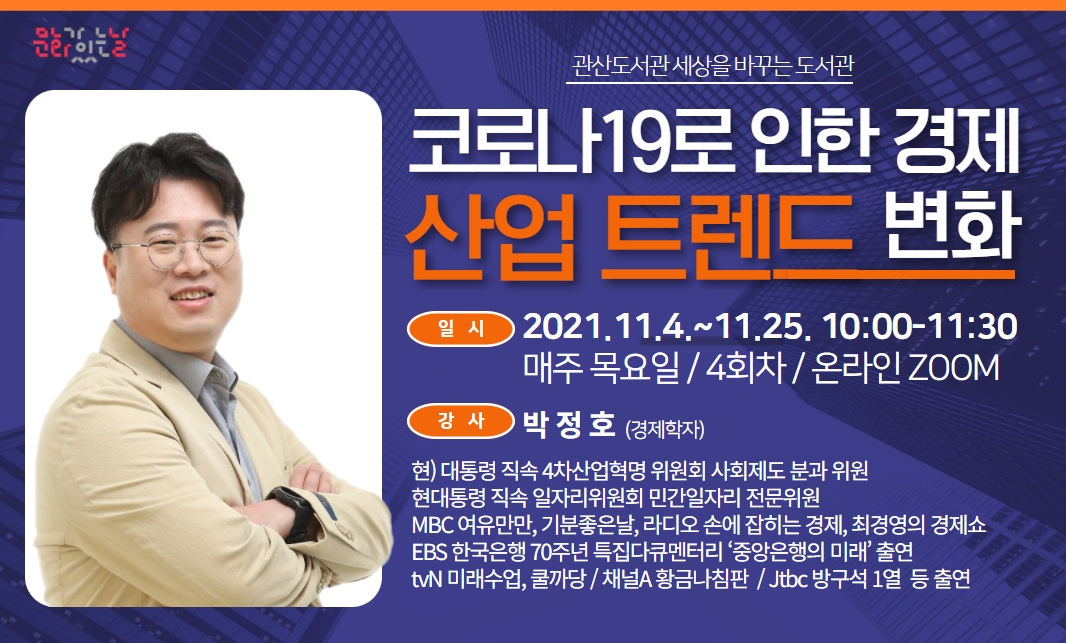 문화가 있는 날
관산도서관 세상을 바꾸는 도서관
코로나19로 인한 경제
산업 트렌드 변화
일 시 2021.11.4.~11.25. 10:00-11:30
매주 목요일 / 4회차 / 온라인 ZOOM
강 사 박 정 호 (경제학자)
현) 대통령 직속 4차산업혁명 위원회 사회제도 분과 위원
현대통령 직속 일자리위원회 민간일자리 전문위원
MBC 여유만만, 기분좋은날, 라디오 손에 잡히는 경제, 최경영의 경제쇼
EBS 한국은행 70주년 특집다큐멘터리 ‘중앙은행의 미래’ 출연
tvN 미래수업, 쿨까당 / 채널A 황금나침판 / Jtbc 방구석 1열 등 출연